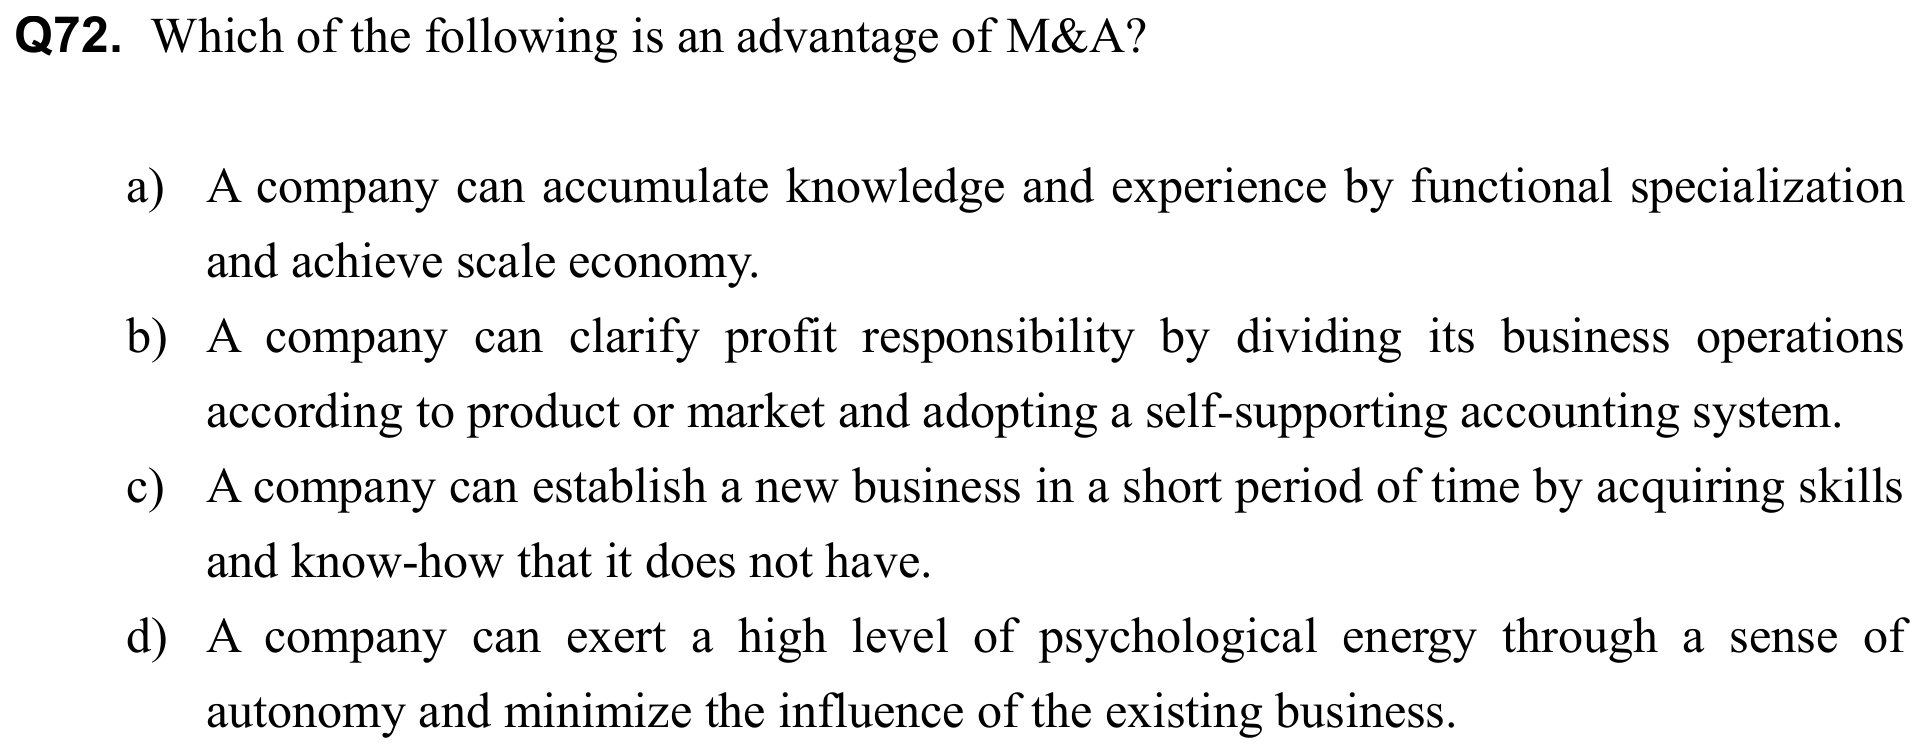 Q72. Which of the following is an advantage of M&A?
a) A company can accumulate knowledge and experience by functional specialization
and achieve scale economy.
b) A company can clarify profit responsibility by dividing its business operations
according to product or market and adopting a self-supporting accounting system.
c) A company can establish a new business in a short period of time by acquiring skills
and know-how that it does not have.
d) A company can exert a high level of psychological energy through a sense of
autonomy and minimize the influence of the existing business.